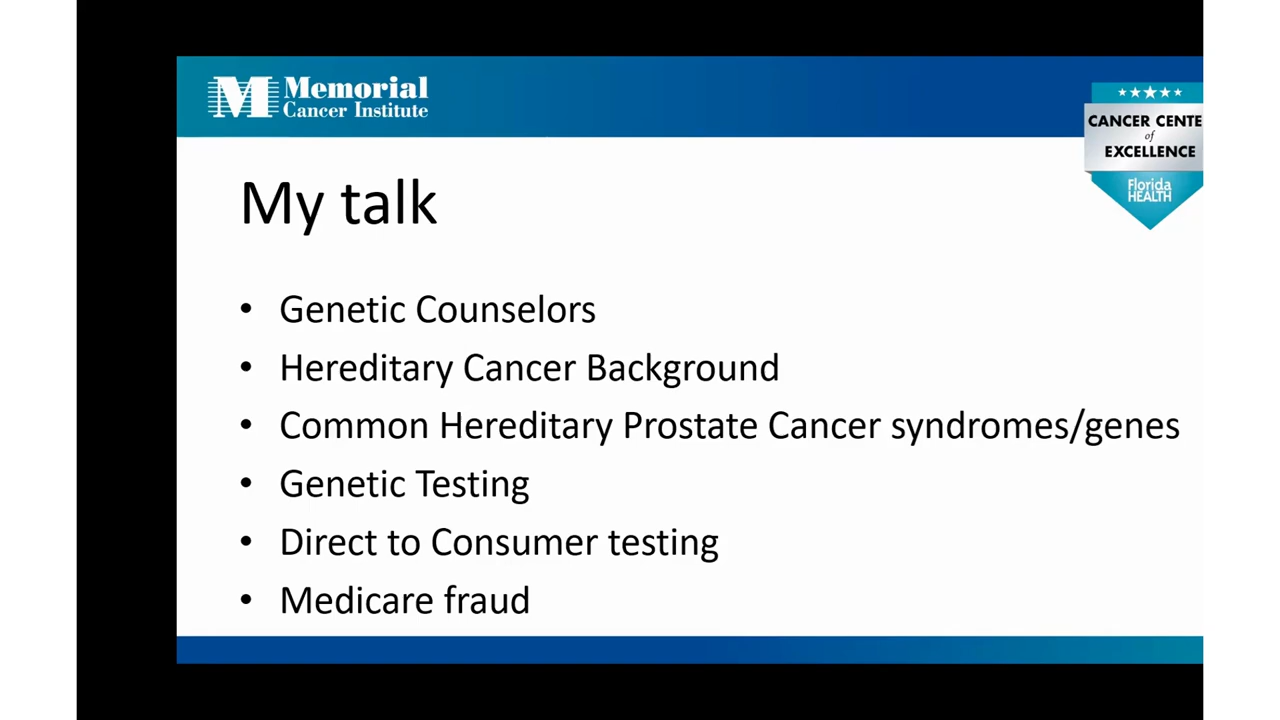 Memorial
Cancer Institute
CANCER CENTE
of
EXCELLENCE
Florida
HEALTH
My talk
• Genetic Counselors
• Hereditary Cancer Background
• Common Hereditary Prostate Cancer syndromes/genes
• Genetic Testing
• Direct to Consumer testing
• Medicare fraud